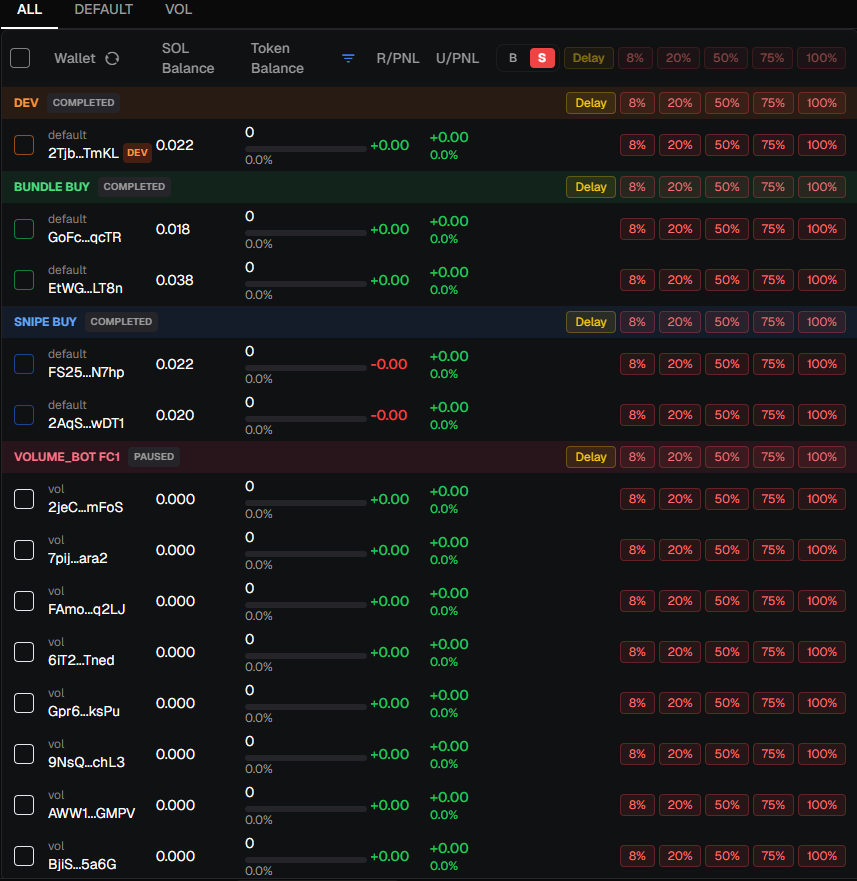 ALL DEFAULT VOL
Wallet SOL Balance Token Balance R/PNL U/PNL B S Delay 8% 20% 50% 75% 100%
DEV COMPLETED Delay 8% 20% 50% 75% 100%
default
2Tjb...TmKL DEV 0.022 0 0.0% +0.00 +0.00 0.0% 8% 20% 50% 75% 100%
BUNDLE BUY COMPLETED Delay 8% 20% 50% 75% 100%
default
GoFc...qcTR 0.018 0 0.0% +0.00 +0.00 0.0% 8% 20% 50% 75% 100%
default
EtWG...LT8n 0.038 0 0.0% +0.00 +0.00 0.0% 8% 20% 50% 75% 100%
SNIPE BUY COMPLETED Delay 8% 20% 50% 75% 100%
default
FS25...N7hp 0.022 0 0.0% -0.00 +0.00 0.0% 8% 20% 50% 75% 100%
default
2AqS...wDT1 0.020 0 0.0% -0.00 +0.00 0.0% 8% 20% 50% 75% 100%
VOLUME_BOT FC1 PAUSED Delay 8% 20% 50% 75% 100%
vol
2jeC...mFoS 0.000 0 0.0% +0.00 +0.00 0.0% 8% 20% 50% 75% 100%
vol
7pij...ara2 0.000 0 0.0% +0.00 +0.00 0.0% 8% 20% 50% 75% 100%
vol
FAmo...q2LJ 0.000 0 0.0% +0.00 +0.00 0.0% 8% 20% 50% 75% 100%
vol
6iT2...Tned 0.000 0 0.0% +0.00 +0.00 0.0% 8% 20% 50% 75% 100%
vol
Gpr6...ksPu 0.000 0 0.0% +0.00 +0.00 0.0% 8% 20% 50% 75% 100%
vol
9NsQ...chL3 0.000 0 0.0% +0.00 +0.00 0.0% 8% 20% 50% 75% 100%
vol
AWW1...GMPV 0.000 0 0.0% +0.00 +0.00 0.0% 8% 20% 50% 75% 100%
vol
BjiS...5a6G 0.000 0 0.0% +0.00 +0.00 0.0% 8% 20% 50% 75% 100%